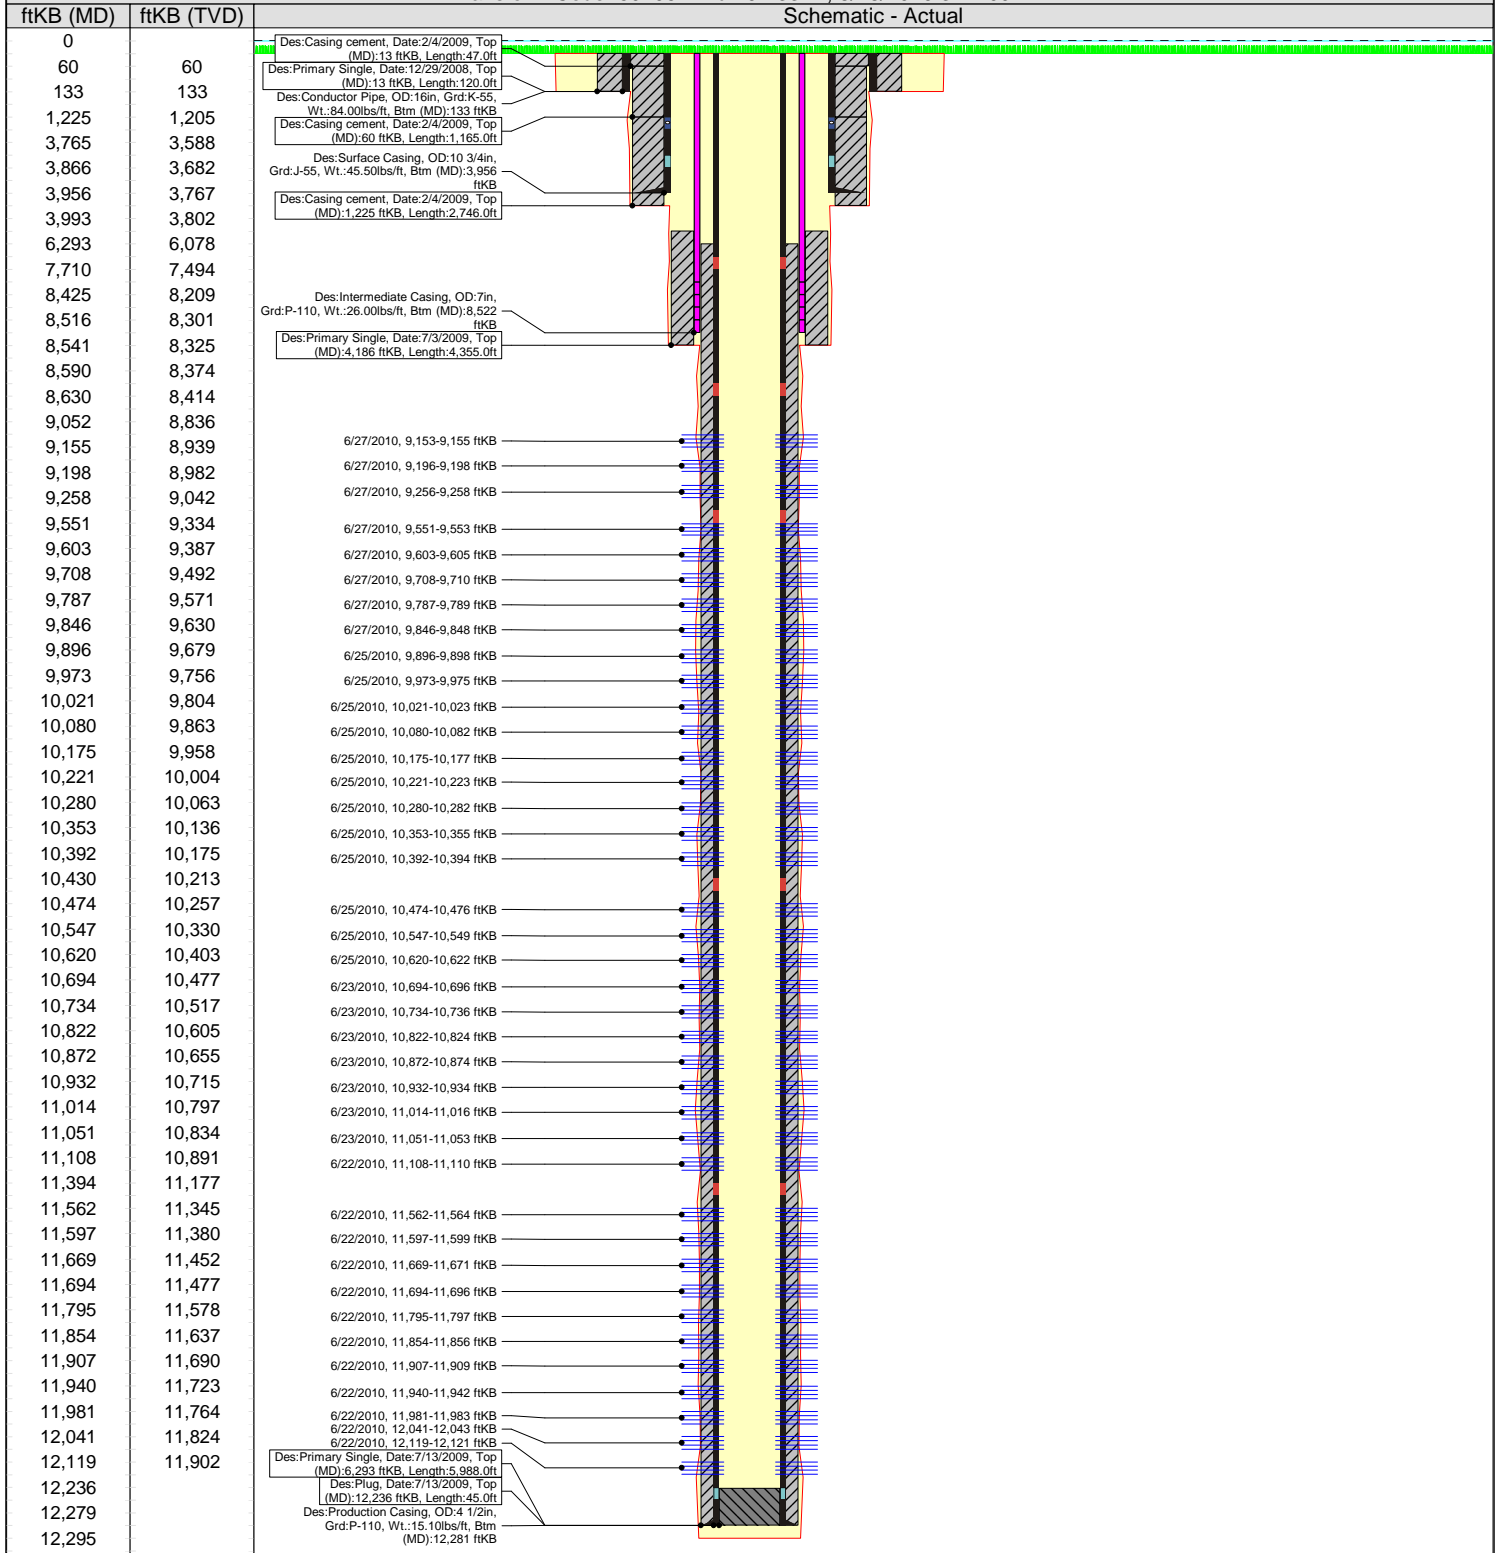 ftKB (MD) ftKB (TVD) Schematic - Actual
0
60 60
133 133
1,225 1,205
3,765 3,588
3,866 3,682
3,956 3,767
3,993 3,802
6,293 6,078
7,710 7,494
8,425 8,209
8,516 8,301
8,541 8,325
8,590 8,374
8,630 8,414
9,052 8,836
9,155 8,939
9,198 8,982
9,258 9,042
9,551 9,334
9,603 9,387
9,708 9,492
9,787 9,571
9,846 9,630
9,896 9,679
9,973 9,756
10,021 9,804
10,080 9,863
10,175 9,958
10,221 10,004
10,280 10,063
10,353 10,136
10,392 10,175
10,430 10,213
10,474 10,257
10,547 10,330
10,620 10,403
10,694 10,477
10,734 10,517
10,822 10,605
10,872 10,655
10,932 10,715
11,014 10,797
11,051 10,834
11,108 10,891
11,394 11,177
11,562 11,345
11,597 11,380
11,669 11,452
11,694 11,477
11,795 11,578
11,854 11,637
11,907 11,690
11,940 11,723
11,981 11,764
12,041 11,824
12,119 11,902
12,236
12,279
12,295
Des:Casing cement, Date:2/4/2009, Top
(MD):13 ftKB, Length:47.0ft
Des:Primary Single, Date:12/29/2008, Top
(MD):13 ftKB, Length:120.0ft
Des:Conductor Pipe, OD:16in, Grd:K-55,
Wt.:84.00lbs/ft, Btm (MD):133 ftKB
Des:Casing cement, Date:2/4/2009, Top
(MD):60 ftKB, Length:1,165.0ft
Des:Surface Casing, OD:10 3/4in,
Grd:J-55, Wt.:45.50lbs/ft, Btm (MD):3,956
ftKB
Des:Casing cement, Date:2/4/2009, Top
(MD):1,225 ftKB, Length:2,746.0ft
Des:Intermediate Casing, OD:7in,
Grd:P-110, Wt.:26.00lbs/ft, Btm (MD):8,522
ftKB
Des:Primary Single, Date:7/3/2009, Top
(MD):4,186 ftKB, Length:4,355.0ft
6/27/2010, 9,153-9,155 ftKB
6/27/2010, 9,196-9,198 ftKB
6/27/2010, 9,256-9,258 ftKB
6/27/2010, 9,551-9,553 ftKB
6/27/2010, 9,603-9,605 ftKB
6/27/2010, 9,708-9,710 ftKB
6/27/2010, 9,787-9,789 ftKB
6/27/2010, 9,846-9,848 ftKB
6/25/2010, 9,896-9,898 ftKB
6/25/2010, 9,973-9,975 ftKB
6/25/2010, 10,021-10,023 ftKB
6/25/2010, 10,080-10,082 ftKB
6/25/2010, 10,175-10,177 ftKB
6/25/2010, 10,221-10,223 ftKB
6/25/2010, 10,280-10,282 ftKB
6/25/2010, 10,353-10,355 ftKB
6/25/2010, 10,392-10,394 ftKB
6/25/2010, 10,474-10,476 ftKB
6/25/2010, 10,547-10,549 ftKB
6/25/2010, 10,620-10,622 ftKB
6/23/2010, 10,694-10,696 ftKB
6/23/2010, 10,734-10,736 ftKB
6/23/2010, 10,822-10,824 ftKB
6/23/2010, 10,872-10,874 ftKB
6/23/2010, 10,932-10,934 ftKB
6/23/2010, 11,014-11,016 ftKB
6/23/2010, 11,051-11,053 ftKB
6/22/2010, 11,108-11,110 ftKB
6/22/2010, 11,562-11,564 ftKB
6/22/2010, 11,597-11,599 ftKB
6/22/2010, 11,669-11,671 ftKB
6/22/2010, 11,694-11,696 ftKB
6/22/2010, 11,795-11,797 ftKB
6/22/2010, 11,854-11,856 ftKB
6/22/2010, 11,907-11,909 ftKB
6/22/2010, 11,940-11,942 ftKB
6/22/2010, 11,981-11,983 ftKB
6/22/2010, 12,041-12,043 ftKB
6/22/2010, 12,119-12,121 ftKB
Des:Primary Single, Date:7/13/2009, Top
(MD):6,293 ftKB, Length:5,988.0ft
Des:Plug, Date:7/13/2009, Top
(MD):12,236 ftKB, Length:45.0ft
Des:Production Casing, OD:4 1/2in,
Grd:P-110, Wt.:15.10lbs/ft, Btm
(MD):12,281 ftKB